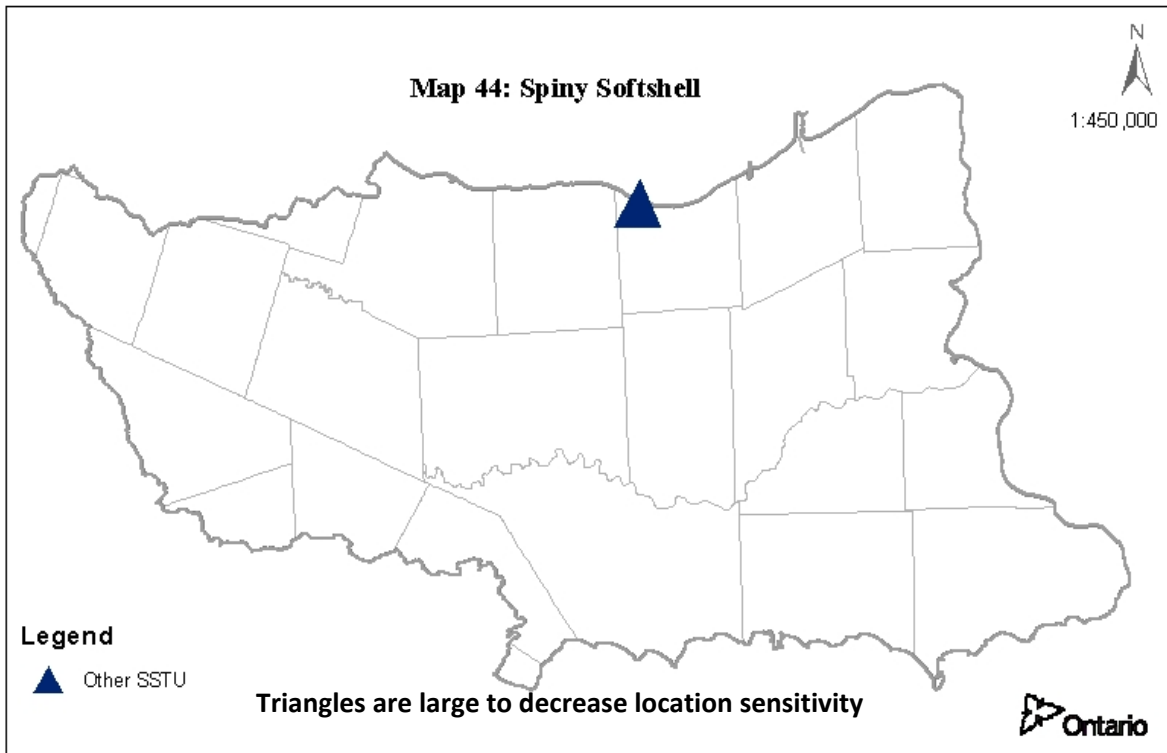 N
Map 44: Spiny Softshell
1:450,000
Legend
Other SSTU
Triangles are large to decrease location sensitivity
Ontario